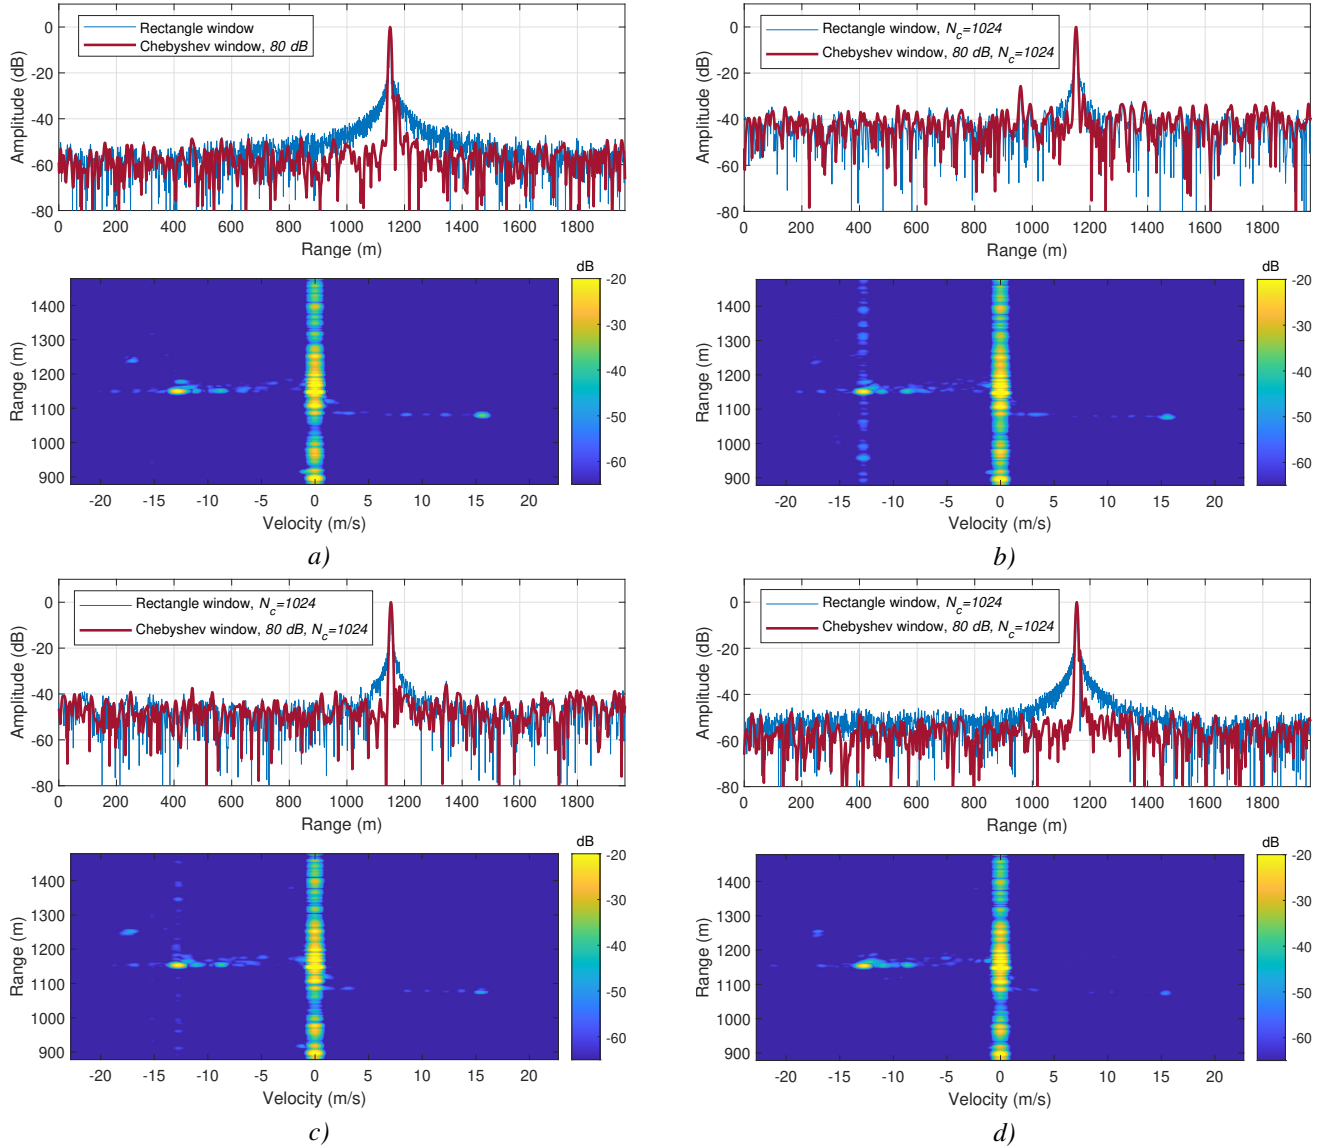 0
-20
-40
-60
-80
Amplitude (dB)
Rectangle window
Chebyshev window, 80 dB
0 200 400 600 800 1000 1200 1400 1600 1800
Range (m)
0
-20
-40
-60
-80
Amplitude (dB)
Rectangle window, N_c=1024
Chebyshev window, 80 dB, N_c=1024
0 200 400 600 800 1000 1200 1400 1600 1800
Range (m)
1400
1300
1200
1100
1000
900
Range (m)
-20 -15 -10 -5 0 5 10 15 20
Velocity (m/s)
dB
-20
-30
-40
-50
-60
a)
1400
1300
1200
1100
1000
900
Range (m)
-20 -15 -10 -5 0 5 10 15 20
Velocity (m/s)
dB
-20
-30
-40
-50
-60
b)
0
-20
-40
-60
-80
Amplitude (dB)
Rectangle window, N_c=1024
Chebyshev window, 80 dB, N_c=1024
0 200 400 600 800 1000 1200 1400 1600 1800
Range (m)
0
-20
-40
-60
-80
Amplitude (dB)
Rectangle window, N_c=1024
Chebyshev window, 80 dB, N_c=1024
0 200 400 600 800 1000 1200 1400 1600 1800
Range (m)
1400
1300
1200
1100
1000
900
Range (m)
-20 -15 -10 -5 0 5 10 15 20
Velocity (m/s)
dB
-20
-30
-40
-50
-60
c)
1400
1300
1200
1100
1000
900
Range (m)
-20 -15 -10 -5 0 5 10 15 20
Velocity (m/s)
dB
-20
-30
-40
-50
-60
d)